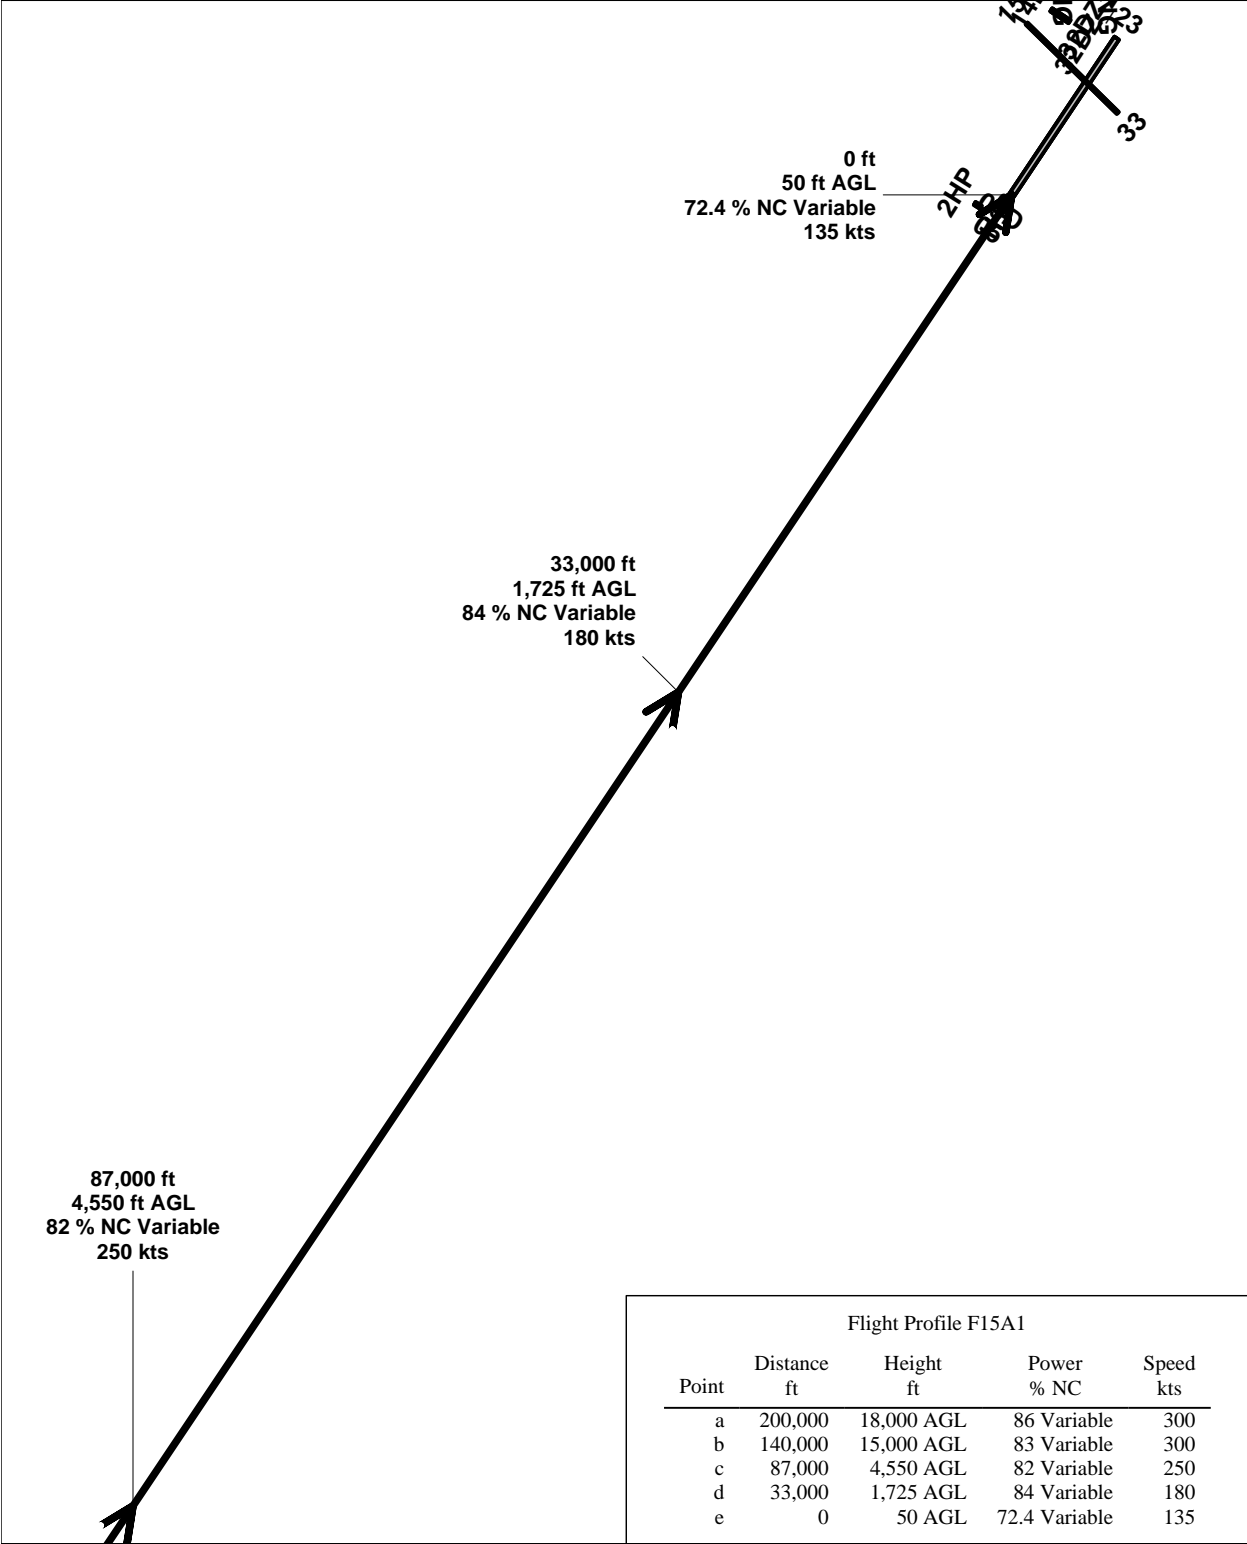 23
33
0 ft
50 ft AGL
72.4 % NC Variable
135 kts
2HP
33,000 ft
1,725 ft AGL
84 % NC Variable
180 kts
87,000 ft
4,550 ft AGL
82 % NC Variable
250 kts
Flight Profile F15A1
Distance Height Power Speed
Point ft ft % NC kts
a 200,000 18,000 AGL 86 Variable 300
b 140,000 15,000 AGL 83 Variable 300
c 87,000 4,550 AGL 82 Variable 250
d 33,000 1,725 AGL 84 Variable 180
e 0 50 AGL 72.4 Variable 135